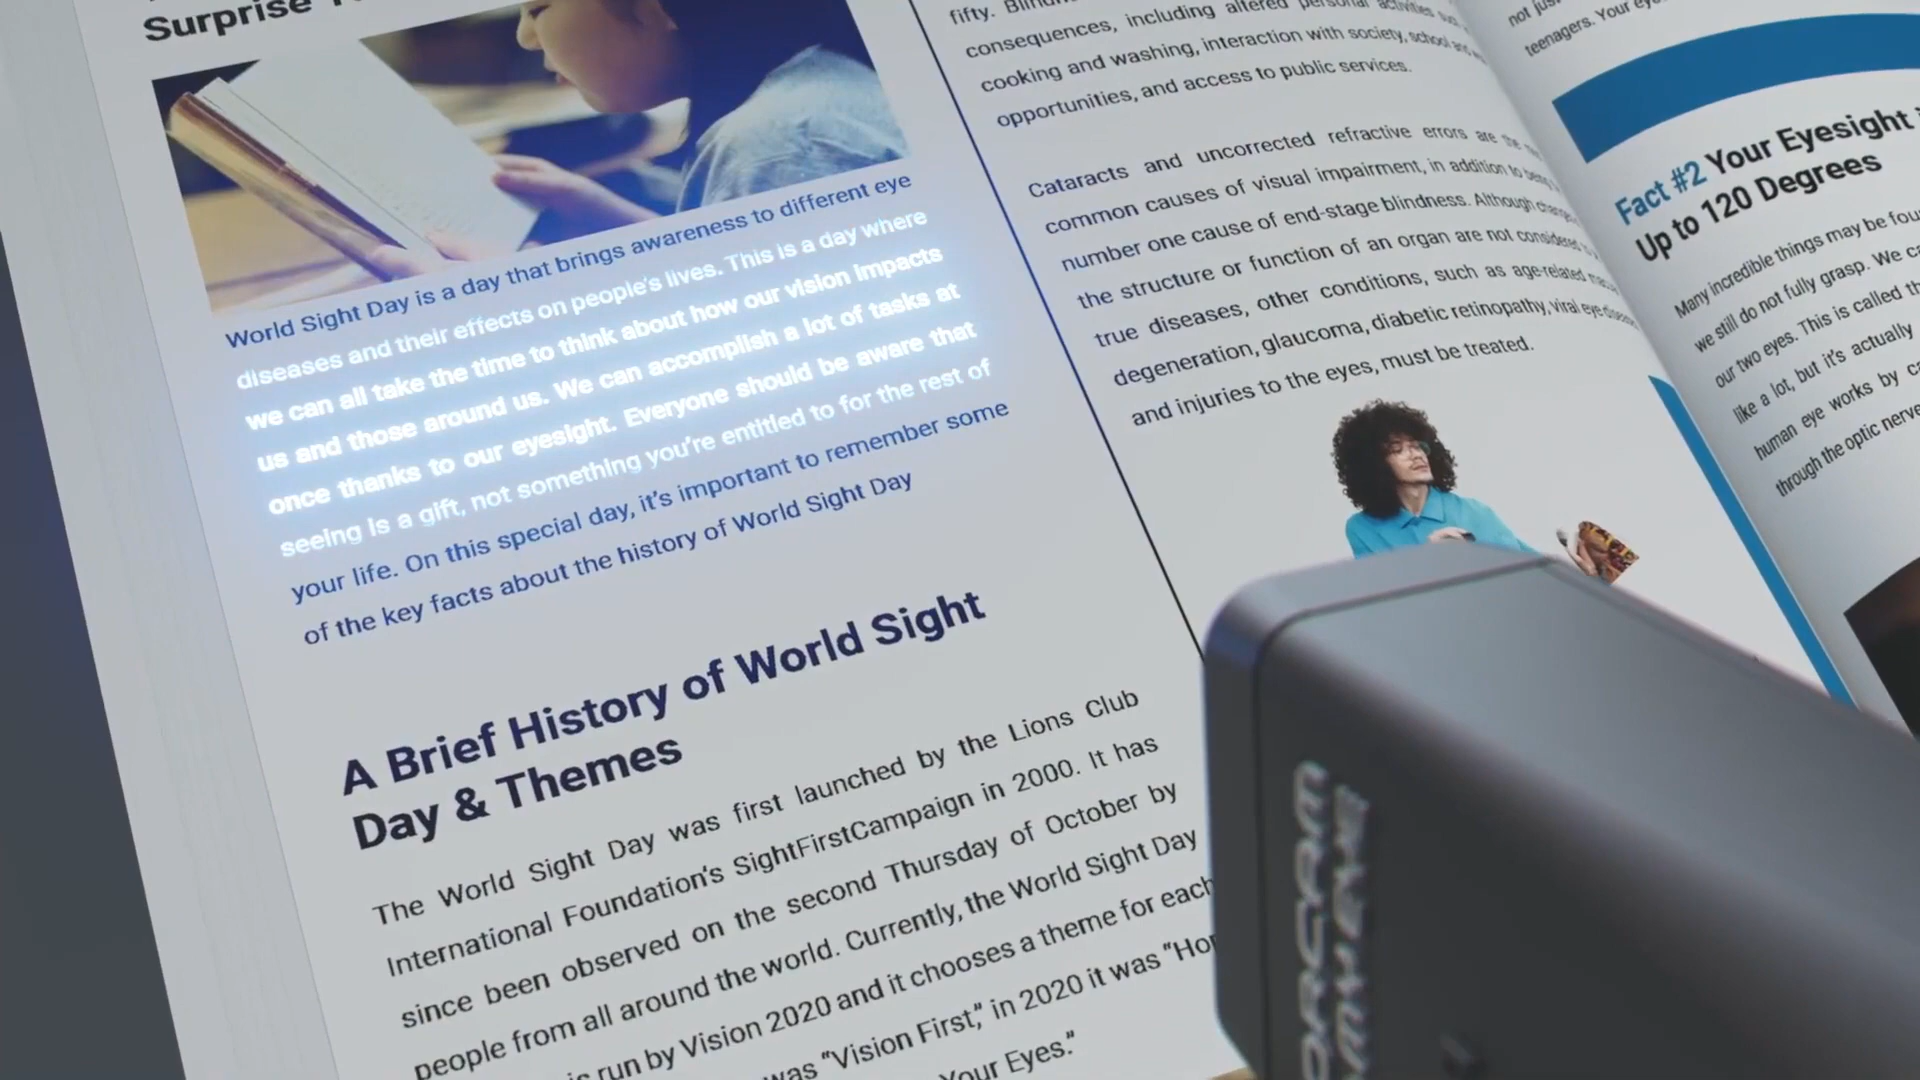 Surprise
World Sight Day is a day that brings awareness to different eye
diseases and their effects on people's lives. This is a day where
we can all take the time to think about how our vision impacts
us and those around us. We can accomplish a lot of tasks at
once thanks to our eyesight. Everyone should be aware that
seeing is a gift, not something you're entitled to for the rest of
your life. On this special day, it's important to remember some
of the key facts about the history of World Sight Day
A Brief History of World Sight
Day & Themes
The World Sight Day was first launched by the Lions Club
International Foundation's SightFirstCampaign in 2000. It has
since been observed on the second Thursday of October by
people from all around the world. Currently, the World Sight Day
is run by Vision 2020 and it chooses a theme for each
was "Vision First," in 2020 it was
Your Eyes."
fifty.
consequences, including altered personal activities
cooking and washing, interaction with society, school and
opportunities, and access to public services.
Cataracts and uncorrected refractive errors are the
common causes of visual impairment, in addition to being
number one cause of end-stage blindness. Although
the structure or function of an organ are not considered
true diseases, other conditions, such as age-related
degeneration, glaucoma, diabetic retinopathy, viral eye
and injuries to the eyes, must be treated.
not
teenagers. Your
Fact #2 Your Eyesight
Up to 120 Degrees
Many incredible things may be
we still do not fully grasp. We
our two eyes. This is called
like a lot, but it's actually
human eye works by
through the optic
ORCAM
MYEYE